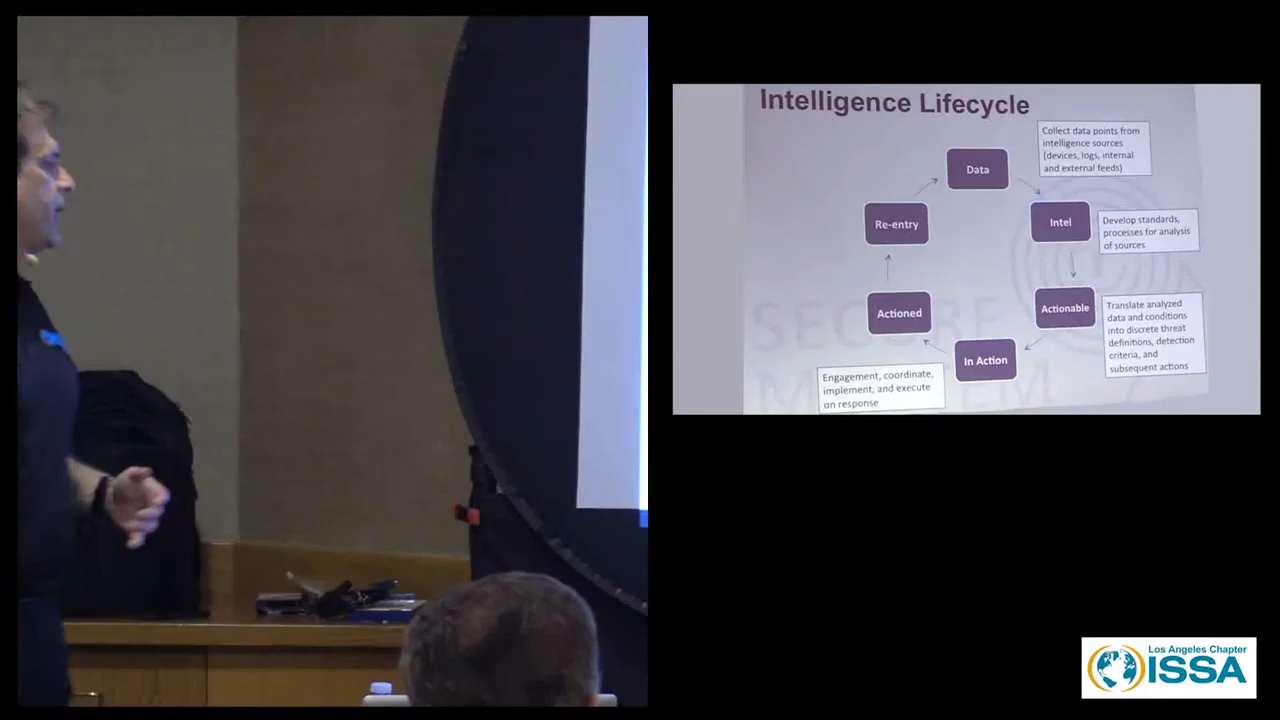 Intelligence Lifecycle
Collect data points from
intelligence sources
(devices, logs, internal
and external feeds)
Data
Re-entry
Intel
Develop standards,
processes for analysis
of sources
Actioned
Actionable
Translate analyzed
data and conditions
into discrete threat
definitions, detection
criteria, and
subsequent actions
In Action
Engagement, coordinate,
implement, and execute
on response
SECURE
Los Angeles Chapter
ISSA